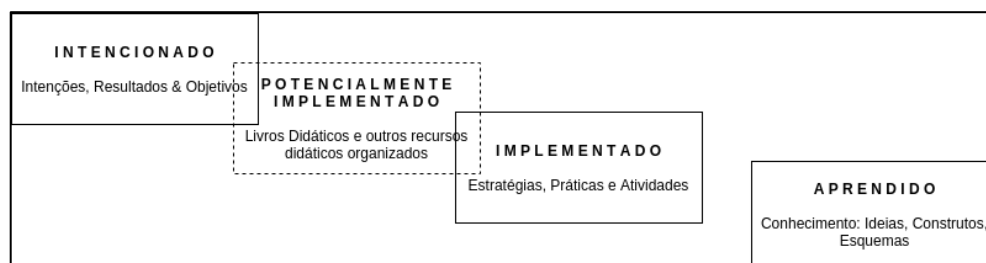 INTENCIONADO
Intenções, Resultados & Objetivos
POTENCIALMENTE
IMPLEMENTADO
Livros Didáticos e outros recursos
didáticos organizados
IMPLEMENTADO
Estratégias, Práticas e Atividades
APRENDIDO
Conhecimento: Ideias, Construtos,
Esquemas